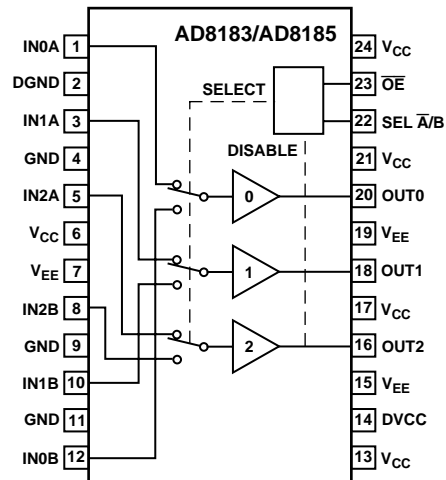 AD8183/AD8185
IN0A 1
DGND 2
IN1A 3
GND 4
IN2A 5
VCC 6
VEE 7
IN2B 8
GND 9
IN1B 10
GND 11
IN0B 12
SELECT
DISABLE
0
1
2
24 VCC
23 O̅E̅
22 SEL A̅/B
21 VCC
20 OUT0
19 VEE
18 OUT1
17 VCC
16 OUT2
15 VEE
14 DVCC
13 VCC